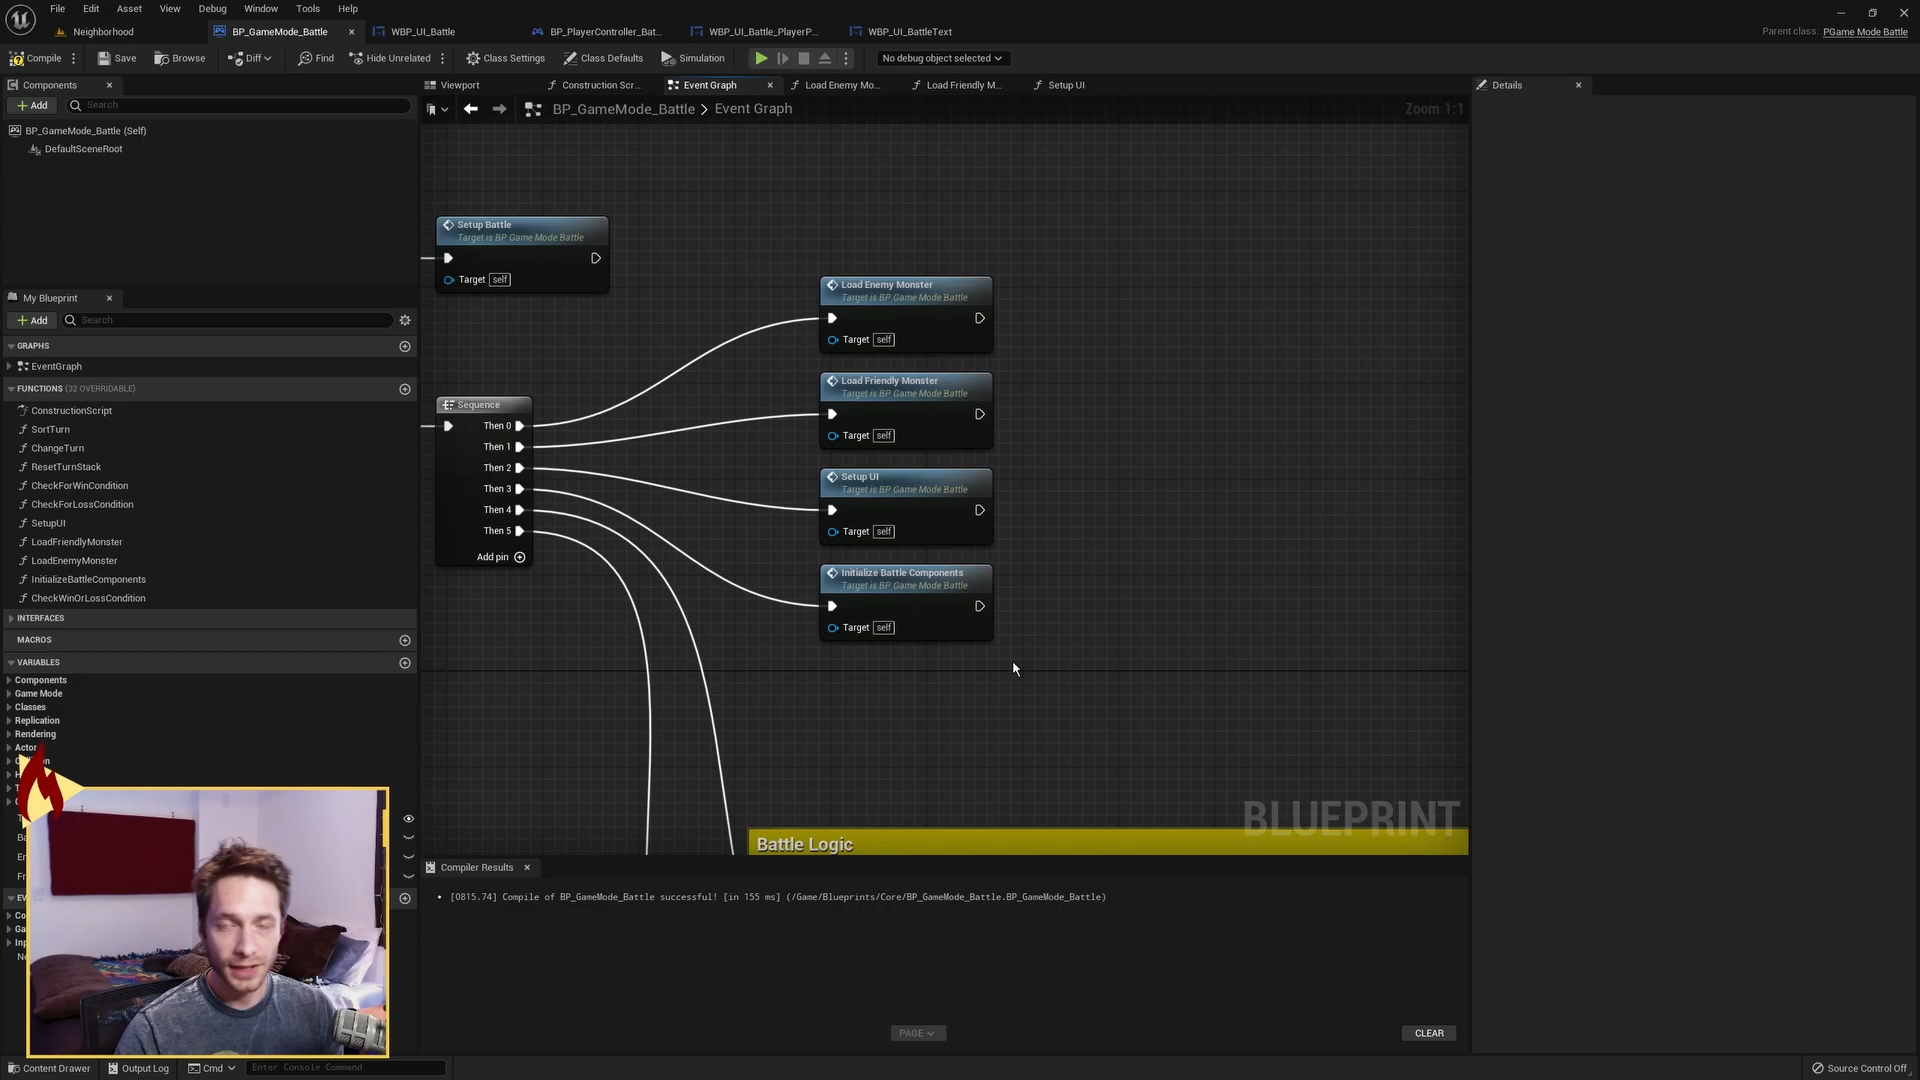 File Edit Asset View Debug Window Tools Help
Neighborhood BP_GameMode_Battle WBP_UI_Battle BP_PlayerController_Bat... WBP_UI_Battle_PlayerP... WBP_UI_BattleText
Parent class: PGame Mode Battle
Compile Save Browse Diff Find Hide Unrelated Class Settings Class Defaults Simulation No debug object selected
Components
Add Search
BP_GameMode_Battle (Self)
DefaultSceneRoot
My Blueprint
Add Search
GRAPHS
EventGraph
FUNCTIONS (32 OVERRIDABLE)
ConstructionScript
SortTurn
ChangeTurn
ResetTurnStack
CheckForWinCondition
CheckForLossCondition
SetupUI
LoadFriendlyMonster
LoadEnemyMonster
InitializeBattleComponents
CheckWinOrLossCondition
INTERFACES
MACROS
VARIABLES
Components
Game Mode
Classes
Replication
Rendering
Actor
Viewport Construction Scr... Event Graph Load Enemy Mo... Load Friendly M... Setup UI
BP_GameMode_Battle > Event Graph
Zoom 1:1
Setup Battle
Target is BP Game Mode Battle
Target self
Sequence
Then 0
Then 1
Then 2
Then 3
Then 4
Then 5
Add pin
Load Enemy Monster
Target is BP Game Mode Battle
Target self
Load Friendly Monster
Target is BP Game Mode Battle
Target self
Setup UI
Target is BP Game Mode Battle
Target self
Initialize Battle Components
Target is BP Game Mode Battle
Target self
BLUEPRINT
Battle Logic
Compiler Results
[0815.74] Compile of BP_GameMode_Battle successful! [in 155 ms] (/Game/Blueprints/Core/BP_GameMode_Battle.BP_GameMode_Battle)
PAGE
CLEAR
Details
Content Drawer Output Log Cmd Enter Console Command
Source Control Off